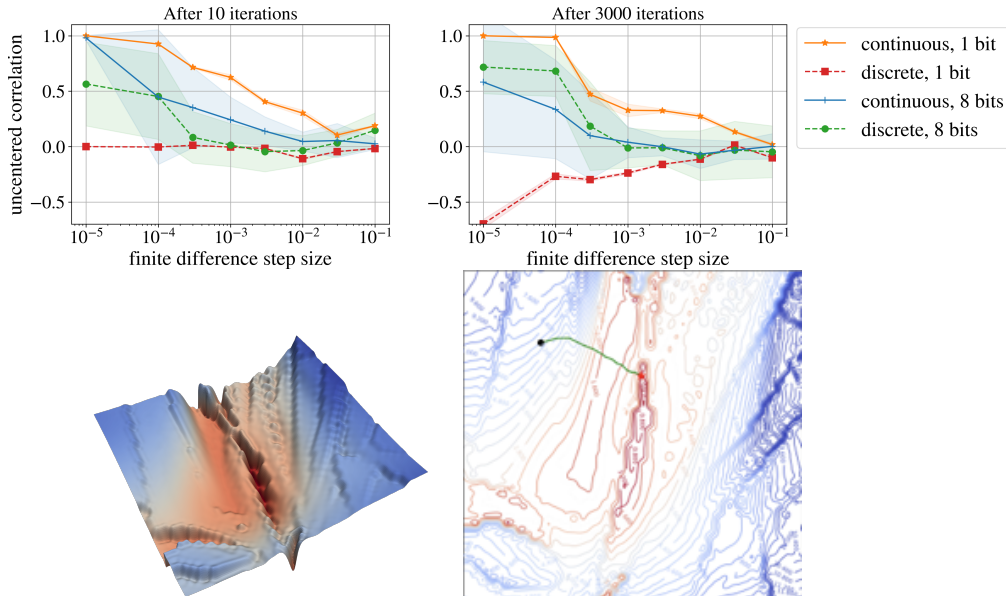 After 10 iterations
After 3000 iterations
uncentered correlation
1.0
0.5
0.0
−0.5
10⁻⁵
10⁻⁴
10⁻³
10⁻²
10⁻¹
finite difference step size
1.0
0.5
0.0
−0.5
10⁻⁵
10⁻⁴
10⁻³
10⁻²
10⁻¹
finite difference step size
continuous, 1 bit
discrete, 1 bit
continuous, 8 bits
discrete, 8 bits